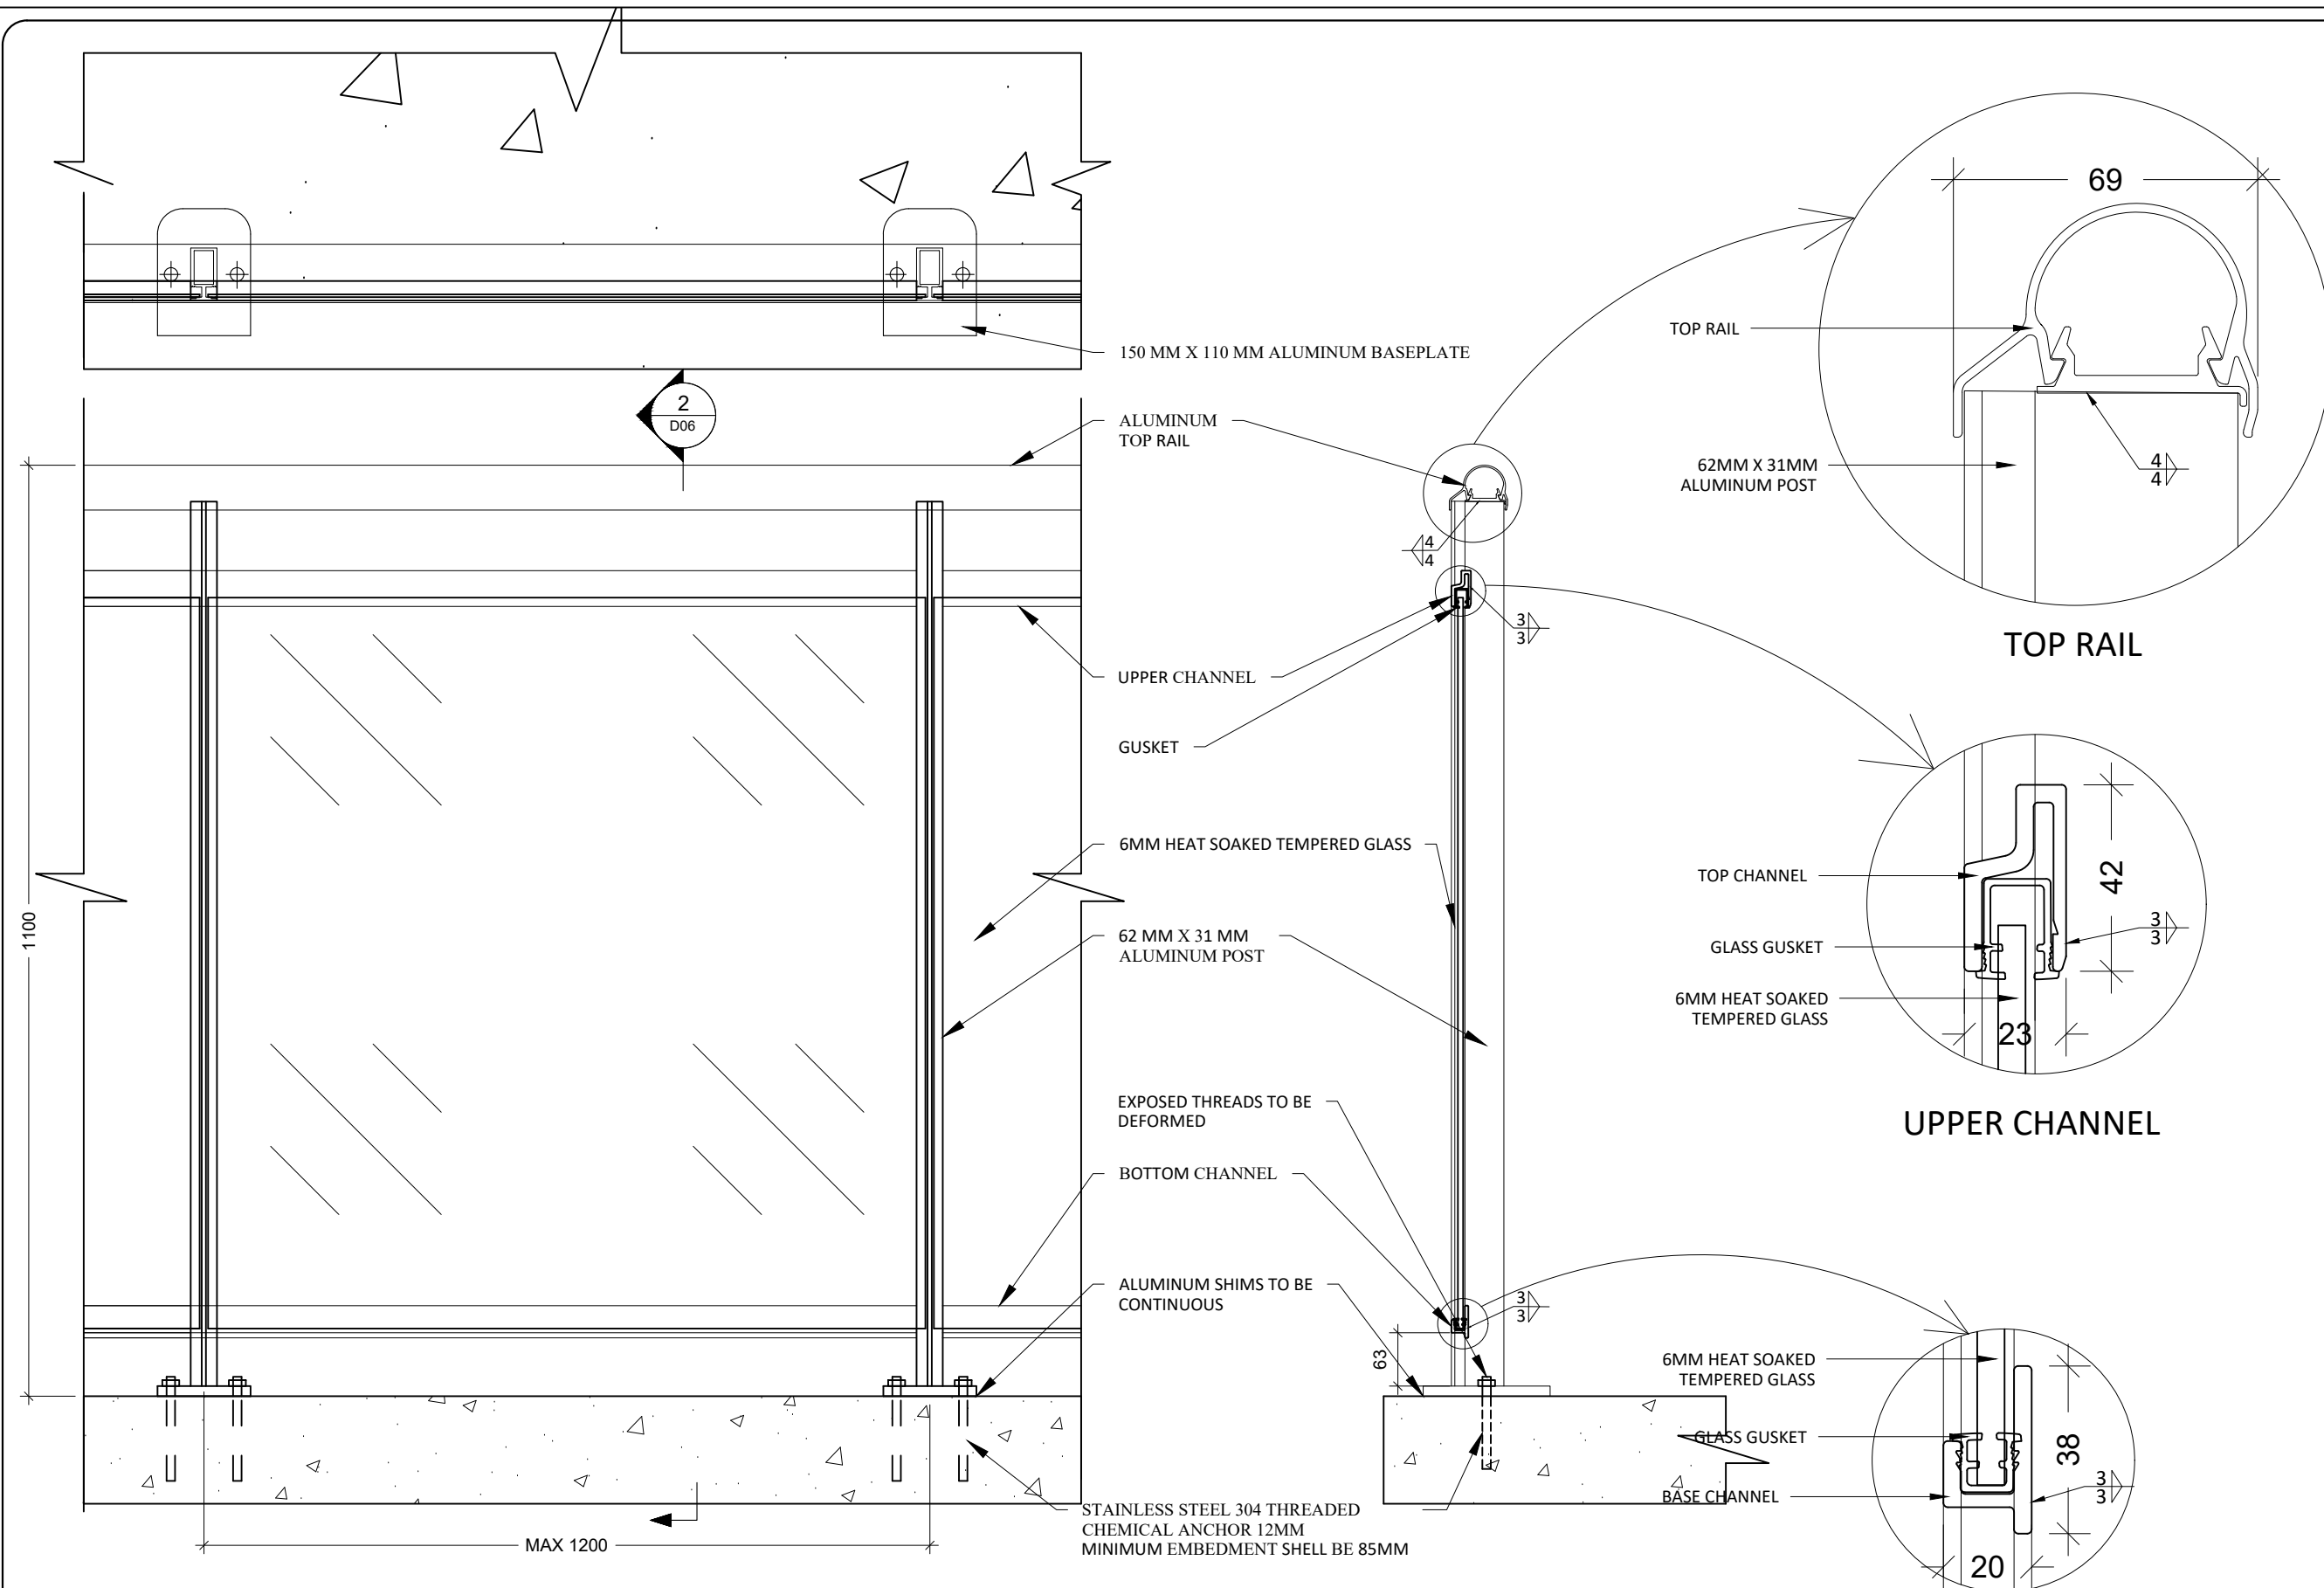 69
TOP RAIL
150 MM X 110 MM ALUMINUM BASEPLATE
2
D06
ALUMINUM
TOP RAIL
62MM X 31MM
ALUMINUM POST
4
4
4
4
3
3
TOP RAIL
UPPER CHANNEL
GUSKET
6MM HEAT SOAKED TEMPERED GLASS
TOP CHANNEL
42
3
3
GLASS GUSKET
6MM HEAT SOAKED
TEMPERED GLASS
23
1100
62 MM X 31 MM
ALUMINUM POST
EXPOSED THREADS TO BE
DEFORMED
UPPER CHANNEL
BOTTOM CHANNEL
ALUMINUM SHIMS TO BE
CONTINUOUS
3
3
63
6MM HEAT SOAKED
TEMPERED GLASS
GLASS GUSKET
38
3
3
BASE CHANNEL
STAINLESS STEEL 304 THREADED
CHEMICAL ANCHOR 12MM
MINIMUM EMBEDMENT SHELL BE 85MM
MAX 1200
20